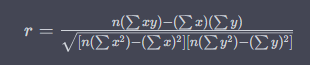 r = n(∑xy)−(∑x)(∑y) / √[n(∑x²)−(∑x)²][n(∑y²)−(∑y)²]